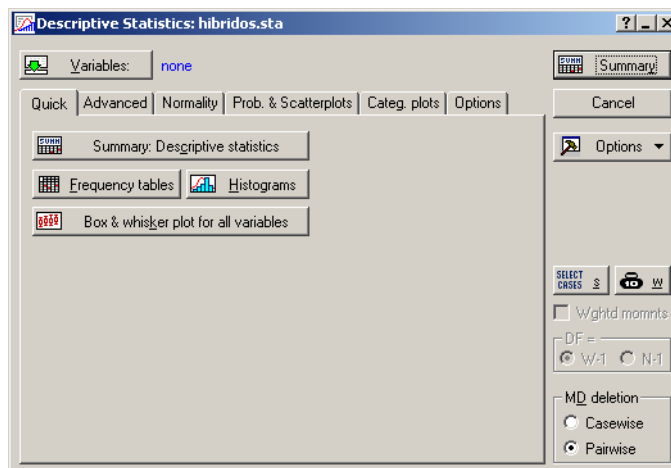 Descriptive Statistics: hibridos.sta
Variables: none
Quick Advanced Normality Prob. & Scatterplots Categ. plots Options
SUMM Summary: Descriptive statistics
Frequency tables Histograms
Box & whisker plot for all variables
SUMM Summary
Cancel
Options
SELECT CASES S W
Wghtd momnts
DF =
W-1 N-1
MD deletion
Casewise
Pairwise